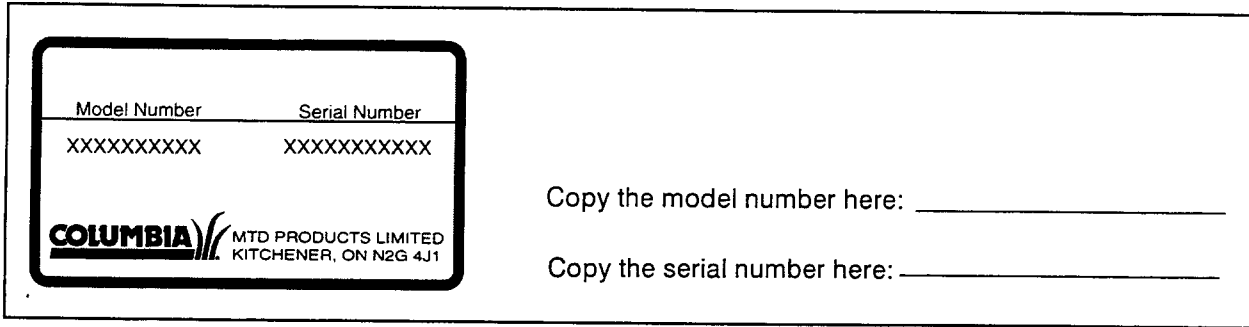 Model Number Serial Number
XXXXXXXXXX XXXXXXXXXXX
COLUMBIA MTD PRODUCTS LIMITED
KITCHENER, ON N2G 4J1
Copy the model number here:
Copy the serial number here: